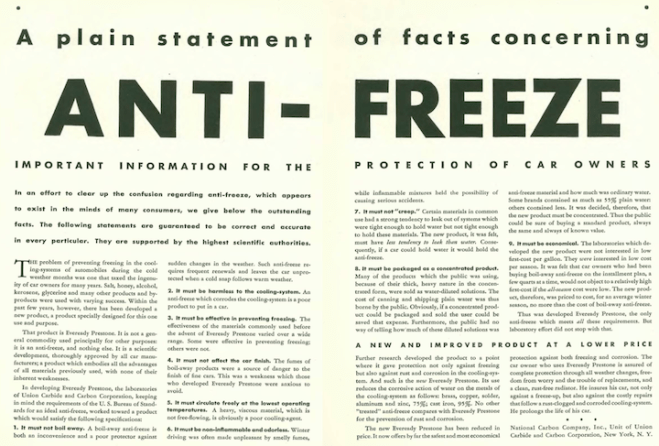 A plain statement of facts concerning
ANTI-FREEZE
IMPORTANT INFORMATION FOR THE PROTECTION OF CAR OWNERS
In an effort to clear up the confusion regarding anti-freeze, which appears
to exist in the minds of many consumers, we give below the outstanding
facts. The following statements are guaranteed to be correct and accurate
in every particular. They are supported by the highest scientific authorities.
THE problem of preventing freezing in the cool-
ing-systems of automobiles during the cold
weather months was one that taxed the ingenu-
ity of car owners for many years. Salt, honey, alcohol,
kerosene, glycerine and many other products and by-
products were used with varying success. Within the
past few years, however, there has been developed a
new product, a specific designed for this one
use and purpose.
That product is Eveready Prestone. It is not a gen-
eral commodity used principally for other purposes:
it is an anti-freeze, and nothing else. It is a scientific
development, thoroughly approved by all car manu-
facturers; a product which embodies all the advantages
of all materials previously used, with none of their
inherent weaknesses.
In developing Eveready Prestone, the laboratories
of Union Carbide and Carbon Corporation, keeping
in mind the requirements of the U. S. Bureau of Stand-
ards for an ideal anti-freeze, worked toward a product
which would satisfy the following specifications:
1. It must not boil away. A boil-away anti-freeze is
both an inconvenience and a poor protector against
sudden changes in the weather. Such anti-freeze re-
quires frequent renewals and leaves the car unpro-
tected when a cold snap follows warm weather.
2. It must be harmless to the cooling-system. An
anti-freeze which corrodes the cooling-system is a poor
product to put in a car.
3. It must be effective in preventing freezing. The
effectiveness of the materials commonly used before
the advent of Eveready Prestone varied over a wide
range. Some were effective in preventing freezing;
others were not.
4. It must not affect the car finish. The fumes of
boil-away products were a source of danger to the
finish of fine cars. This was a weakness which those
who developed Eveready Prestone were anxious to
avoid.
5. It must circulate freely at the lowest operating
temperatures. A heavy, viscous material, which is
not free-flowing, is obviously a poor cooling-agent.
6. It must be non-inflammable and odorless. Winter
driving was often made unpleasant by smelly fumes,
while inflammable mixtures held the possibility of
causing serious accidents.
7. It must not "creep." Certain materials in common
use had a strong tendency to leak out of systems which
were tight enough to hold water but not tight enough
to hold these materials. The new product, it was felt,
must have less tendency to leak than water. Conse-
quently, if a car could hold water it would hold the
anti-freeze.
8. It must be packaged as a concentrated product.
Many of the products which the public was using,
because of their thick, heavy nature in the concen-
trated form, were sold as water-diluted solutions. The
cost of canning and shipping plain water was thus
borne by the public. Obviously, if a concentrated prod-
uct could be packaged and sold the user could be
saved that expense. Furthermore, the public had no
way of telling how much of these diluted solutions was
anti-freeze material and how much was ordinary water.
Some brands contained as much as 55% plain water;
others contained less. It was decided, therefore, that
the new product must be concentrated. Thus the public
could be sure of buying a standard product, always
the same and always of known value.
9. It must be economical. The laboratories which de-
veloped the new product were not interested in low
first-cost per gallon. They were interested in low cost
per season. It was felt that car owners who had been
buying boil-away anti-freeze on the installment plan, a
few quarts at a time, would not object to a relatively high
first-cost if the all-season cost were low. The new prod-
uct, therefore, was priced to cost, for an average winter
season, no more than the cost of boil-away anti-freeze.
Thus was developed Eveready Prestone, the only
anti-freeze which meets all these requirements. But
laboratory effort did not stop with that.
A NEW AND IMPROVED PRODUCT AT A LOWER PRICE
Further research developed the product to a point
where it gave protection not only against freezing
but also against rust and corrosion in the cooling-sys-
tem. And such is the new Eveready Prestone. Its use
reduces the corrosive action of water on the metals of
the cooling-system as follows: brass, copper, solder,
aluminum and zinc, 75%; cast iron, 95%. No other
"treated" anti-freeze compares with Eveready Prestone
for the prevention of rust and corrosion.
The new Eveready Prestone has been reduced in
price. It now offers by far the safest and most economical
protection against both freezing and corrosion. The
car owner who uses Eveready Prestone is assured of
complete protection through all weather changes, free-
dom from worry and the trouble of replacements, and
a clean, rust-free radiator. He insures his car, not only
against a freeze-up, but also against the costly repairs
that follow a rust-clogged and corroded cooling-system.
He prolongs the life of his car.
National Carbon Company, Inc., Unit of Union
Carbide and Carbon Corporation, New York, N. Y.